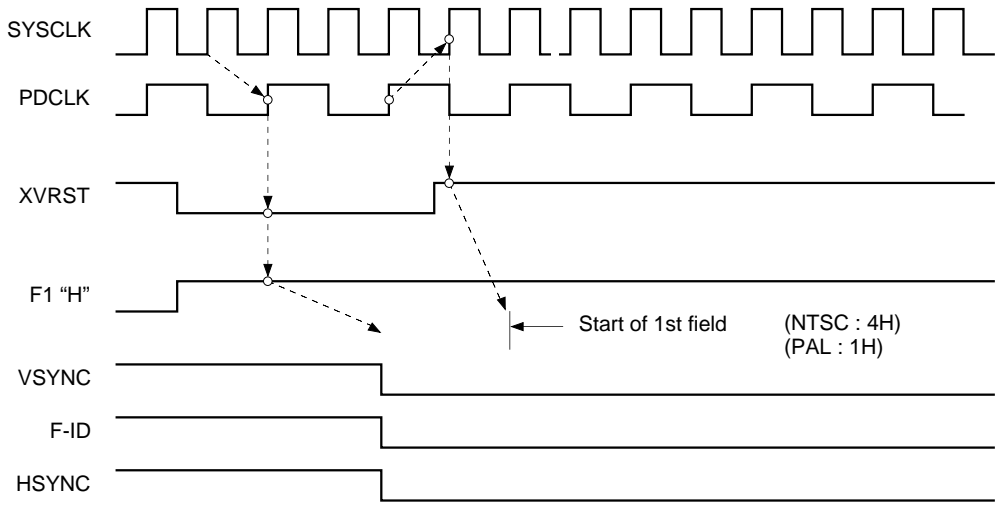 SYSCLK
PDCLK
XVRST
F1 “H”
Start of 1st field (NTSC : 4H)
(PAL : 1H)
VSYNC
F-ID
HSYNC